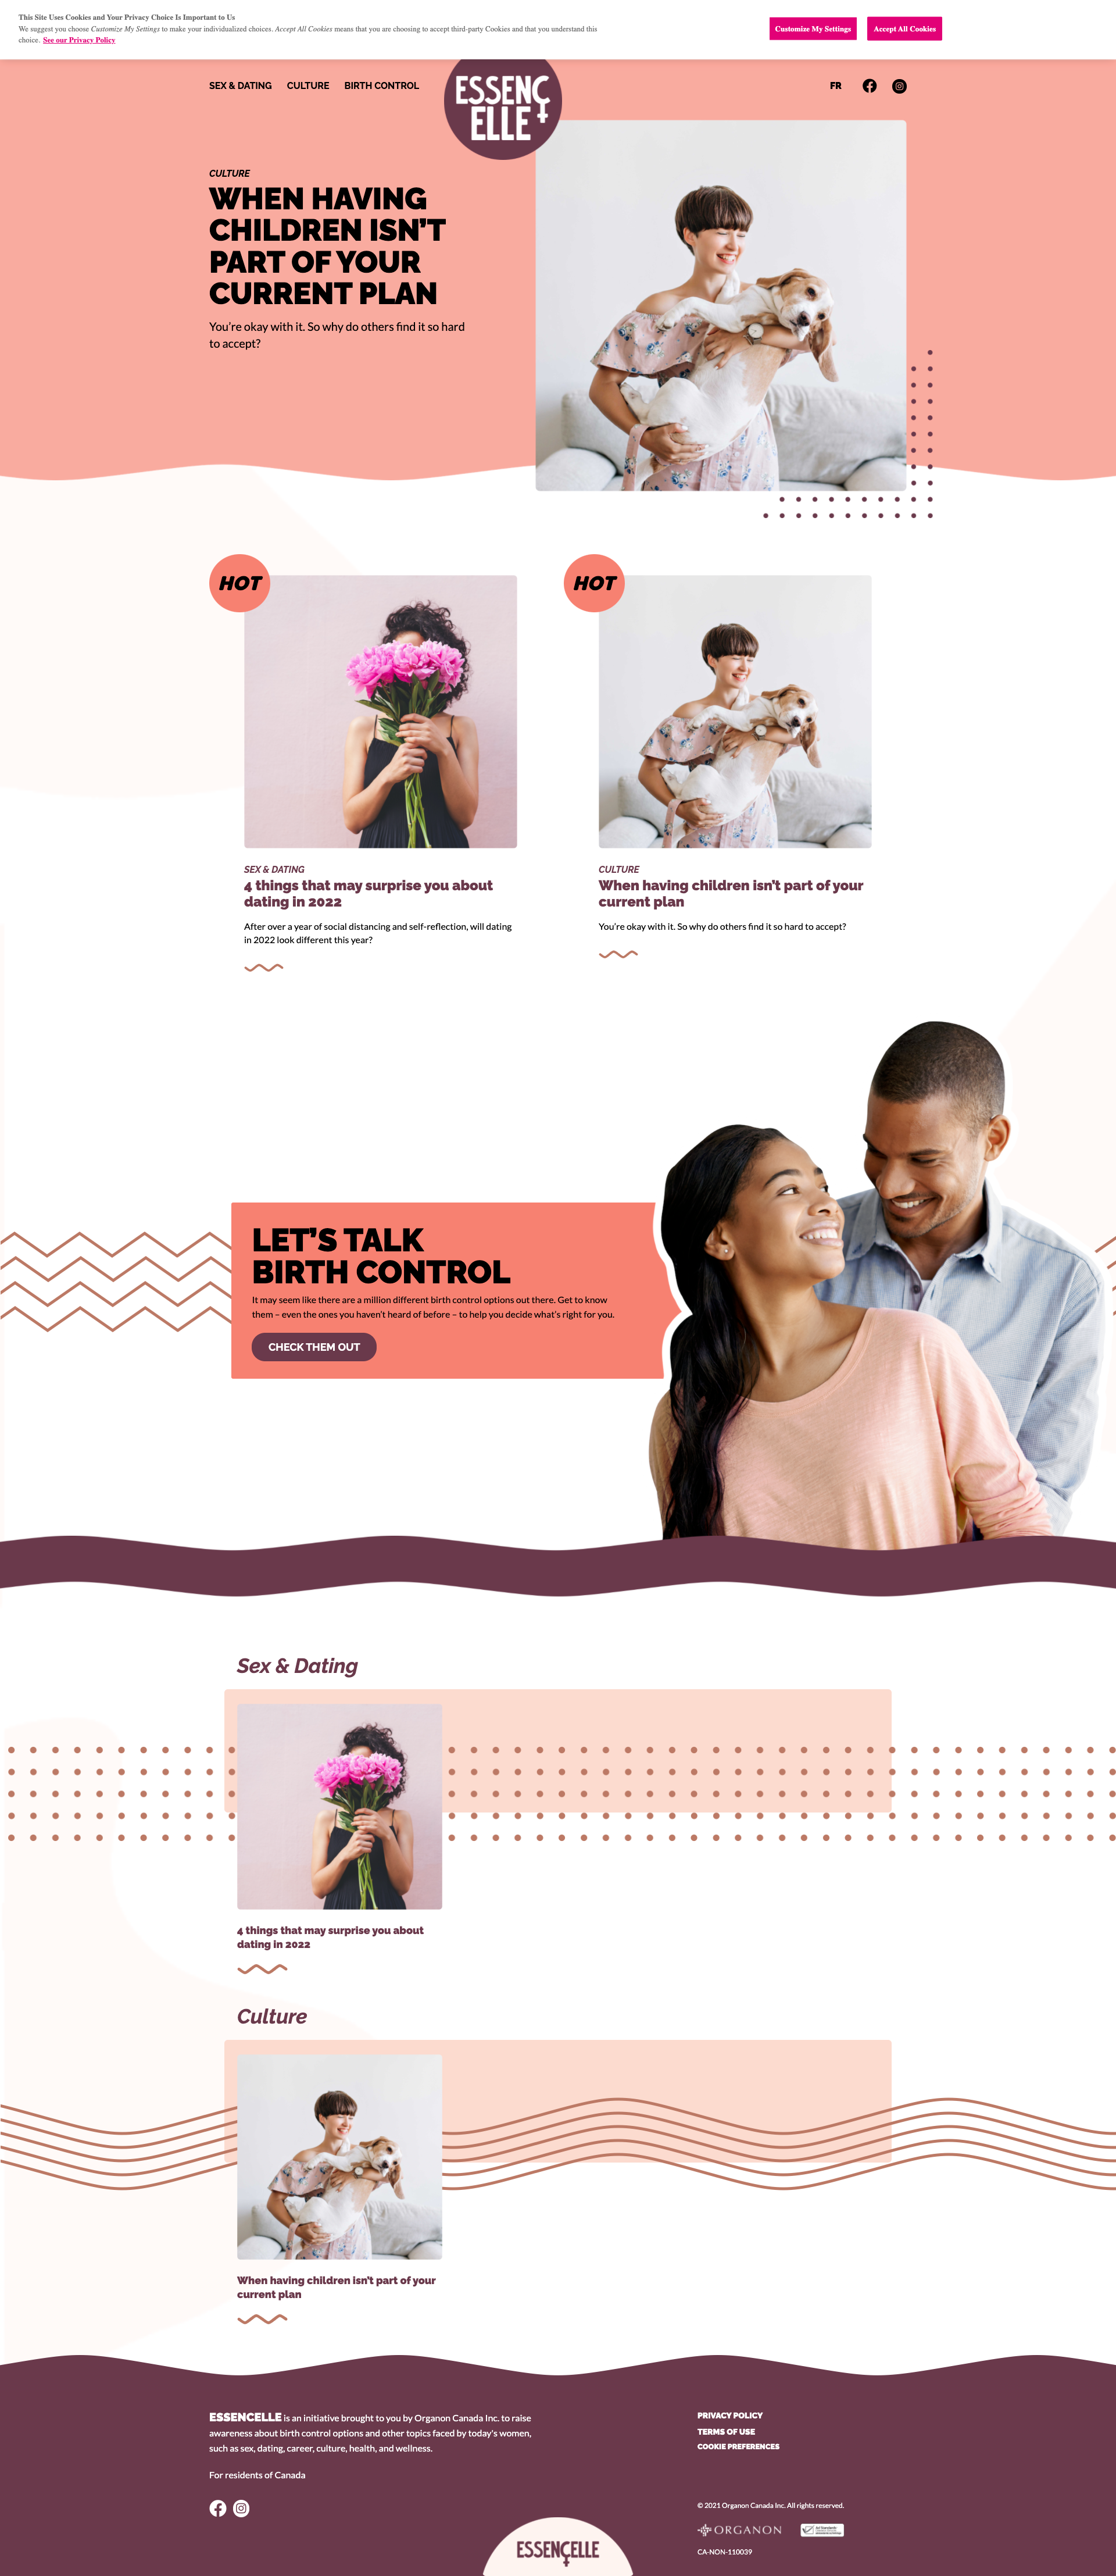 This Site Uses Cookies and Your Privacy Choice Is Important to Us
We suggest you choose Customize My Settings to make your individualized choices. Accept All Cookies means that you are choosing to accept third-party Cookies and that you understand this
choice. See our Privacy Policy
Customize My Settings
Accept All Cookies
SEX & DATING
CULTURE
BIRTH CONTROL
ESSENC
ELLE
FR
CULTURE
WHEN HAVING
CHILDREN ISN'T
PART OF YOUR
CURRENT PLAN
You're okay with it. So why do others find it so hard
to accept?
HOT
SEX & DATING
4 things that may surprise you about
dating in 2022
After over a year of social distancing and self-reflection, will dating
in 2022 look different this year?
HOT
CULTURE
When having children isn't part of your
current plan
You're okay with it. So why do others find it so hard to accept?
LET'S TALK
BIRTH CONTROL
It may seem like there are a million different birth control options out there. Get to know
them – even the ones you haven't heard of before – to help you decide what's right for you.
CHECK THEM OUT
Sex & Dating
4 things that may surprise you about
dating in 2022
Culture
When having children isn't part of your
current plan
ESSENCELLE is an initiative brought to you by Organon Canada Inc. to raise
awareness about birth control options and other topics faced by today's women,
such as sex, dating, career, culture, health, and wellness.
For residents of Canada
PRIVACY POLICY
TERMS OF USE
COOKIE PREFERENCES
© 2021 Organon Canada Inc. All rights reserved.
ORGANON
CA-NON-110039
ESSENCELLE